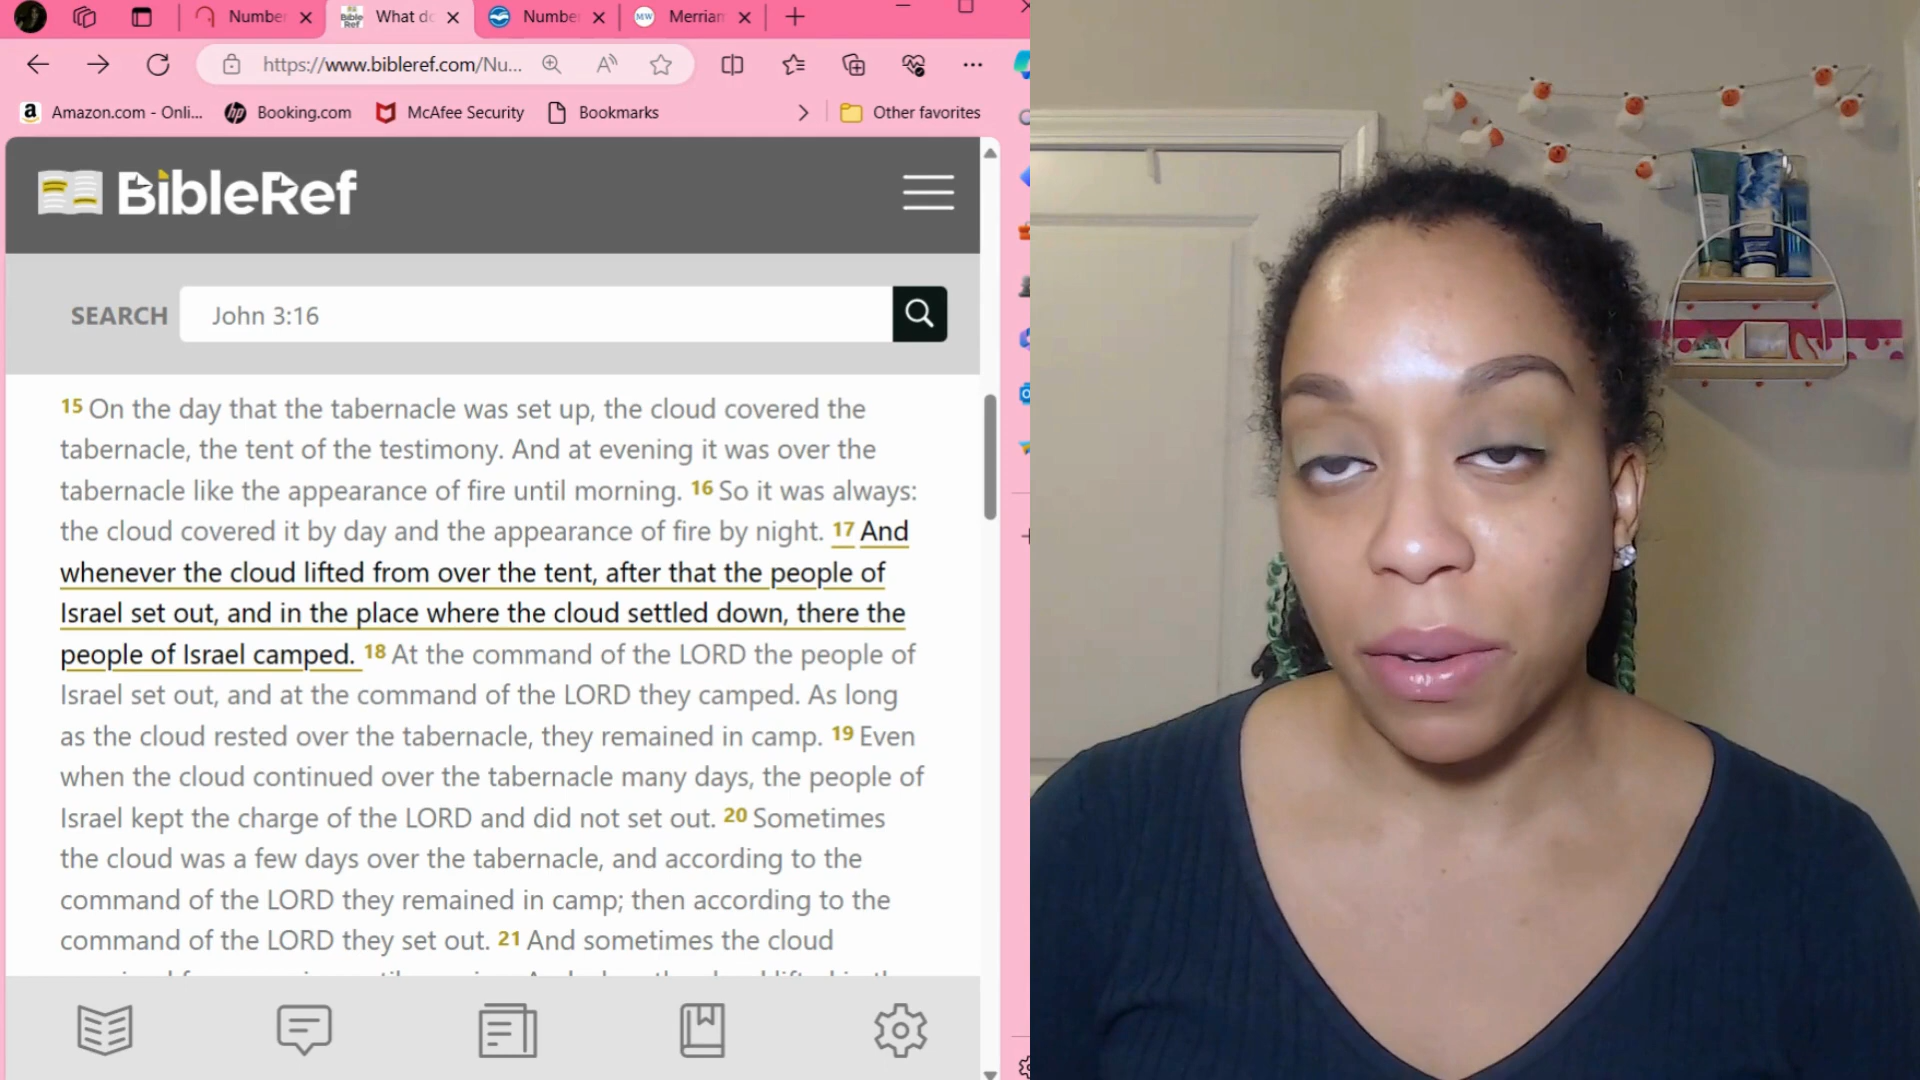 Number
What do
Number
MW Merriam
https://www.bibleref.com/Nu...
Amazon.com - Onli...
Booking.com
McAfee Security
Bookmarks
Other favorites
BibleRef
SEARCH
John 3:16
15 On the day that the tabernacle was set up, the cloud covered the
tabernacle, the tent of the testimony. And at evening it was over the
tabernacle like the appearance of fire until morning. 16 So it was always:
the cloud covered it by day and the appearance of fire by night. 17 And
whenever the cloud lifted from over the tent, after that the people of
Israel set out, and in the place where the cloud settled down, there the
people of Israel camped. 18 At the command of the LORD the people of
Israel set out, and at the command of the LORD they camped. As long
as the cloud rested over the tabernacle, they remained in camp. 19 Even
when the cloud continued over the tabernacle many days, the people of
Israel kept the charge of the LORD and did not set out. 20 Sometimes
the cloud was a few days over the tabernacle, and according to the
command of the LORD they remained in camp; then according to the
command of the LORD they set out. 21 And sometimes the cloud